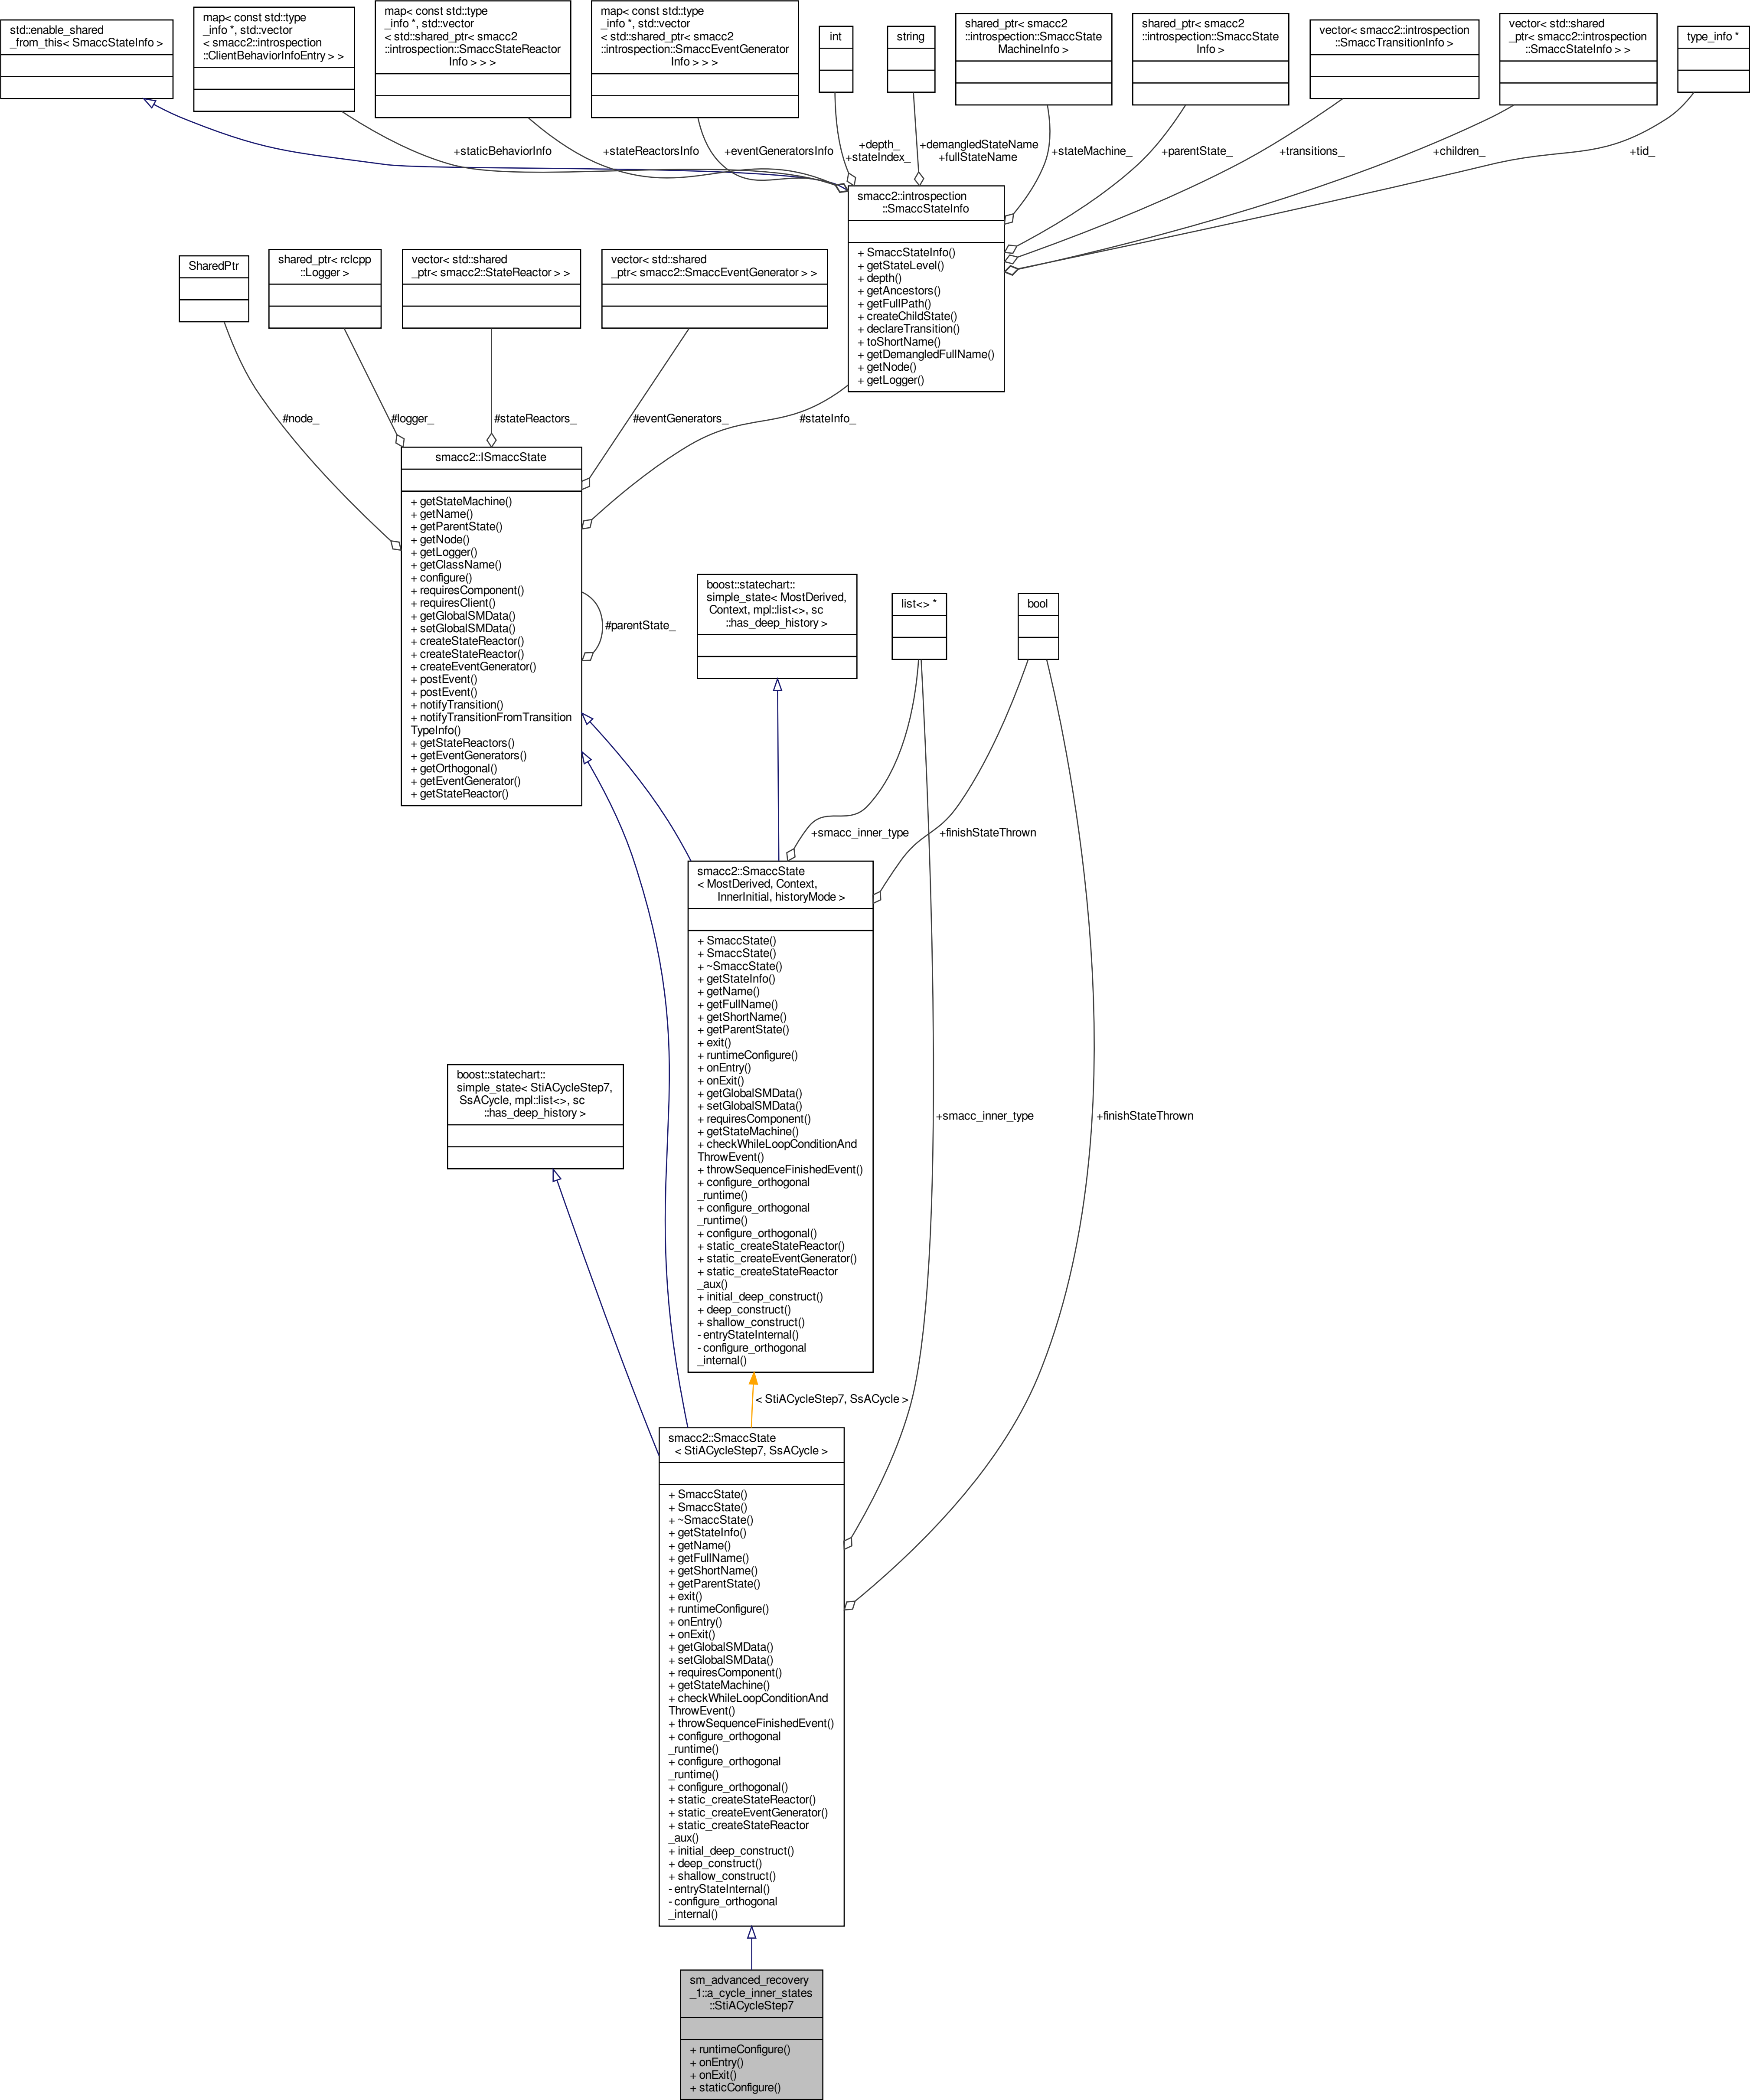 std::enable_shared
_from_this< SmaccStateInfo >
map< const std::type
_info *, std::vector
< smacc2::introspection
::ClientBehaviorInfoEntry > >
map< const std::type
_info *, std::vector
< std::shared_ptr< smacc2
::introspection::SmaccStateReactor
Info > > >
map< const std::type
_info *, std::vector
< std::shared_ptr< smacc2
::introspection::SmaccEventGenerator
Info > > >
int
string
shared_ptr< smacc2
::introspection::SmaccState
MachineInfo >
shared_ptr< smacc2
::introspection::SmaccState
Info >
vector< smacc2::introspection
::SmaccTransitionInfo >
vector< std::shared
_ptr< smacc2::introspection
::SmaccStateInfo > >
type_info *
+staticBehaviorInfo
+stateReactorsInfo
+eventGeneratorsInfo
+depth_
+stateIndex_
+demangledStateName
+fullStateName
+stateMachine_
+parentState_
+transitions_
+children_
+tid_
smacc2::introspection
::SmaccStateInfo
+ SmaccStateInfo()
+ getStateLevel()
+ depth()
+ getAncestors()
+ getFullPath()
+ createChildState()
+ declareTransition()
+ toShortName()
+ getDemangledFullName()
+ getNode()
+ getLogger()
SharedPtr
shared_ptr< rclcpp
::Logger >
vector< std::shared
_ptr< smacc2::StateReactor > >
vector< std::shared
_ptr< smacc2::SmaccEventGenerator > >
#node_
#logger_
#stateReactors_
#eventGenerators_
#stateInfo_
smacc2::ISmaccState
+ getStateMachine()
+ getName()
+ getParentState()
+ getNode()
+ getLogger()
+ getClassName()
+ configure()
+ requiresComponent()
+ requiresClient()
+ getGlobalSMData()
+ setGlobalSMData()
+ createStateReactor()
+ createStateReactor()
+ createEventGenerator()
+ postEvent()
+ postEvent()
+ notifyTransition()
+ notifyTransitionFromTransition
TypeInfo()
+ getStateReactors()
+ getEventGenerators()
+ getOrthogonal()
+ getEventGenerator()
+ getStateReactor()
#parentState_
boost::statechart::
simple_state< MostDerived,
Context, mpl::list<>, sc
::has_deep_history >
list<> *
bool
+smacc_inner_type
+finishStateThrown
smacc2::SmaccState
< MostDerived, Context,
InnerInitial, historyMode >
+ SmaccState()
+ SmaccState()
+ ~SmaccState()
+ getStateInfo()
+ getName()
+ getFullName()
+ getShortName()
+ getParentState()
+ exit()
+ runtimeConfigure()
+ onEntry()
+ onExit()
+ getGlobalSMData()
+ setGlobalSMData()
+ requiresComponent()
+ getStateMachine()
+ checkWhileLoopConditionAnd
ThrowEvent()
+ throwSequenceFinishedEvent()
+ configure_orthogonal
_runtime()
+ configure_orthogonal
_runtime()
+ configure_orthogonal()
+ static_createStateReactor()
+ static_createEventGenerator()
+ static_createStateReactor
_aux()
+ initial_deep_construct()
+ deep_construct()
+ shallow_construct()
- entryStateInternal()
- configure_orthogonal
_internal()
boost::statechart::
simple_state< StiACycleStep7,
SsACycle, mpl::list<>, sc
::has_deep_history >
+smacc_inner_type
+finishStateThrown
< StiACycleStep7, SsACycle >
smacc2::SmaccState
< StiACycleStep7, SsACycle >
+ SmaccState()
+ SmaccState()
+ ~SmaccState()
+ getStateInfo()
+ getName()
+ getFullName()
+ getShortName()
+ getParentState()
+ exit()
+ runtimeConfigure()
+ onEntry()
+ onExit()
+ getGlobalSMData()
+ setGlobalSMData()
+ requiresComponent()
+ getStateMachine()
+ checkWhileLoopConditionAnd
ThrowEvent()
+ throwSequenceFinishedEvent()
+ configure_orthogonal
_runtime()
+ configure_orthogonal
_runtime()
+ configure_orthogonal()
+ static_createStateReactor()
+ static_createEventGenerator()
+ static_createStateReactor
_aux()
+ initial_deep_construct()
+ deep_construct()
+ shallow_construct()
- entryStateInternal()
- configure_orthogonal
_internal()
sm_advanced_recovery
_1::a_cycle_inner_states
::StiACycleStep7
+ runtimeConfigure()
+ onEntry()
+ onExit()
+ staticConfigure()